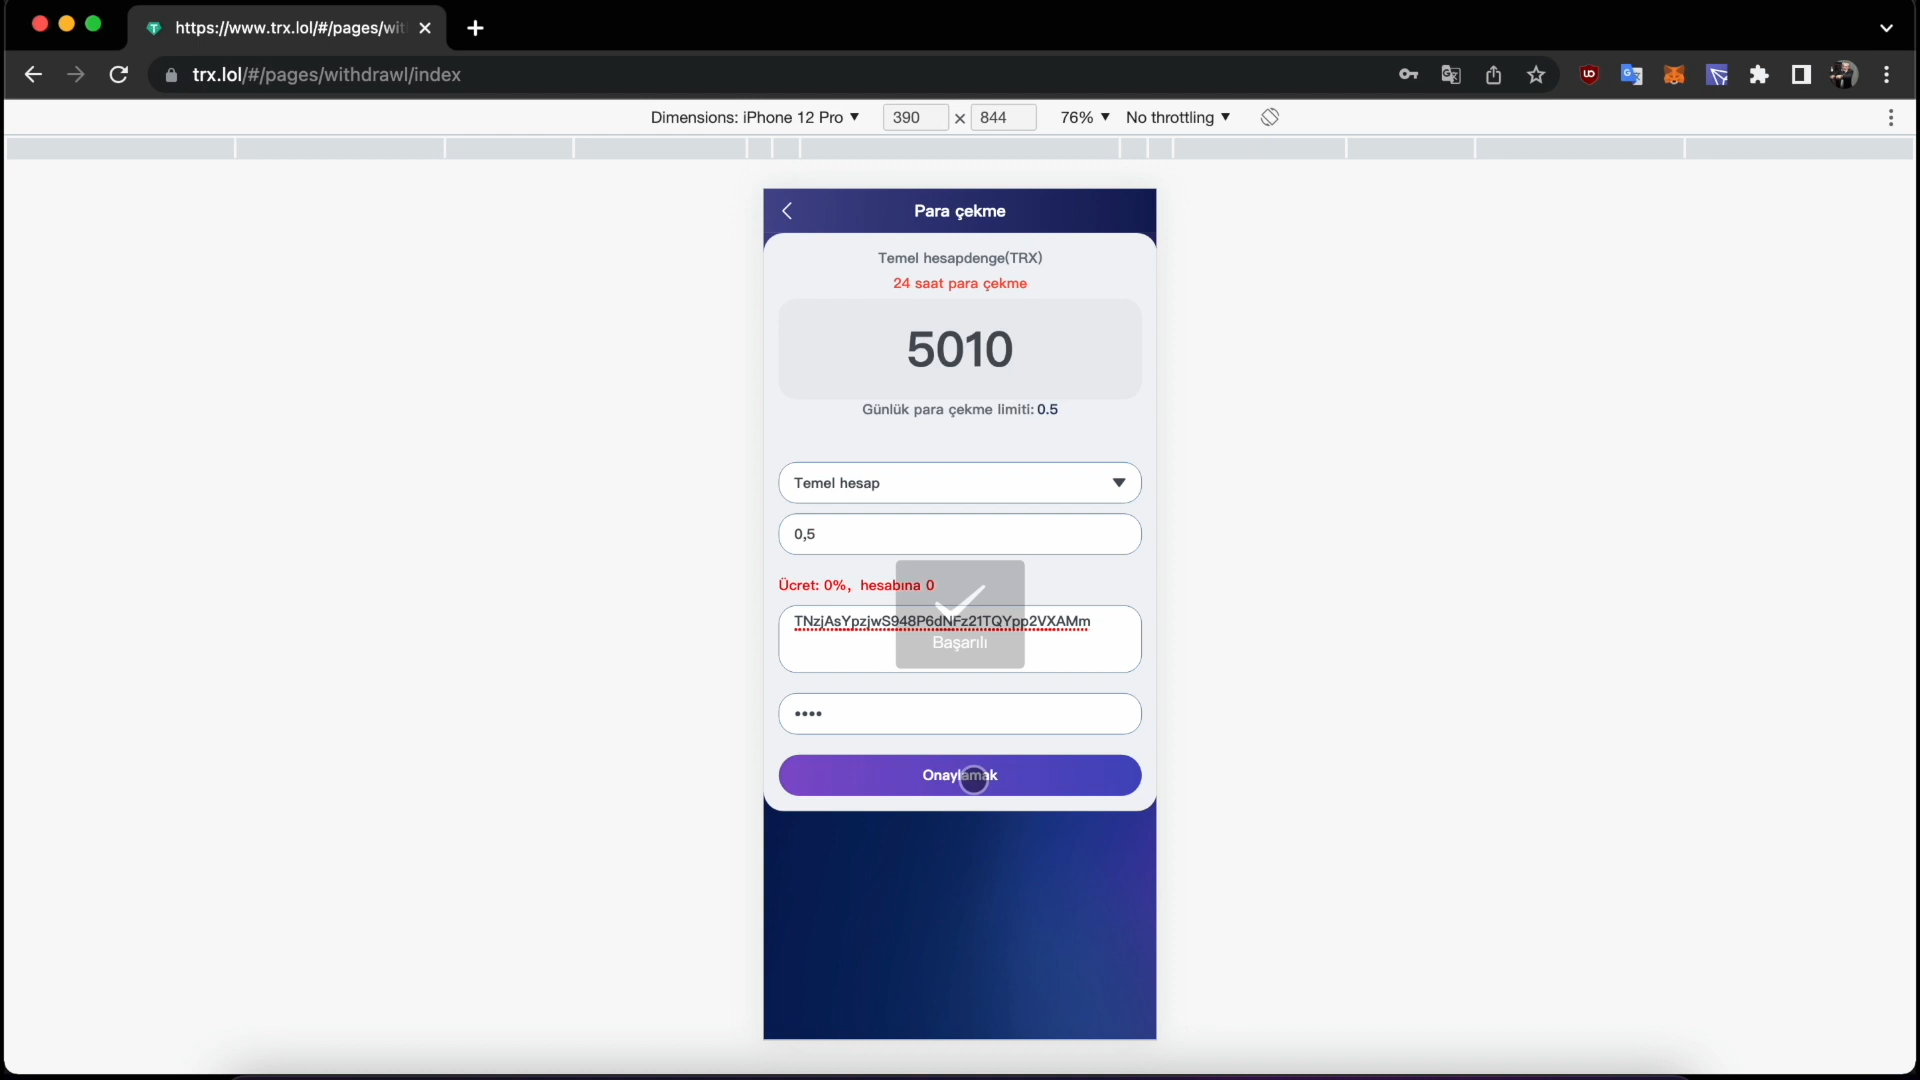 https://www.trx.lol/#/pages/wit
trx.lol/#/pages/withdrawl/index
Dimensions: iPhone 12 Pro ▼ 390 × 844 76% ▼ No throttling ▼
Para çekme
Temel hesapdenge(TRX)
24 saat para çekme
5010
Günlük para çekme limiti: 0.5
Temel hesap
0,5
Ücret: 0%, hesabına 0
TNzjAsYpzjwS948P6dNFz21TQYpp2VXAMm
Başarılı
••••
Onaylamak